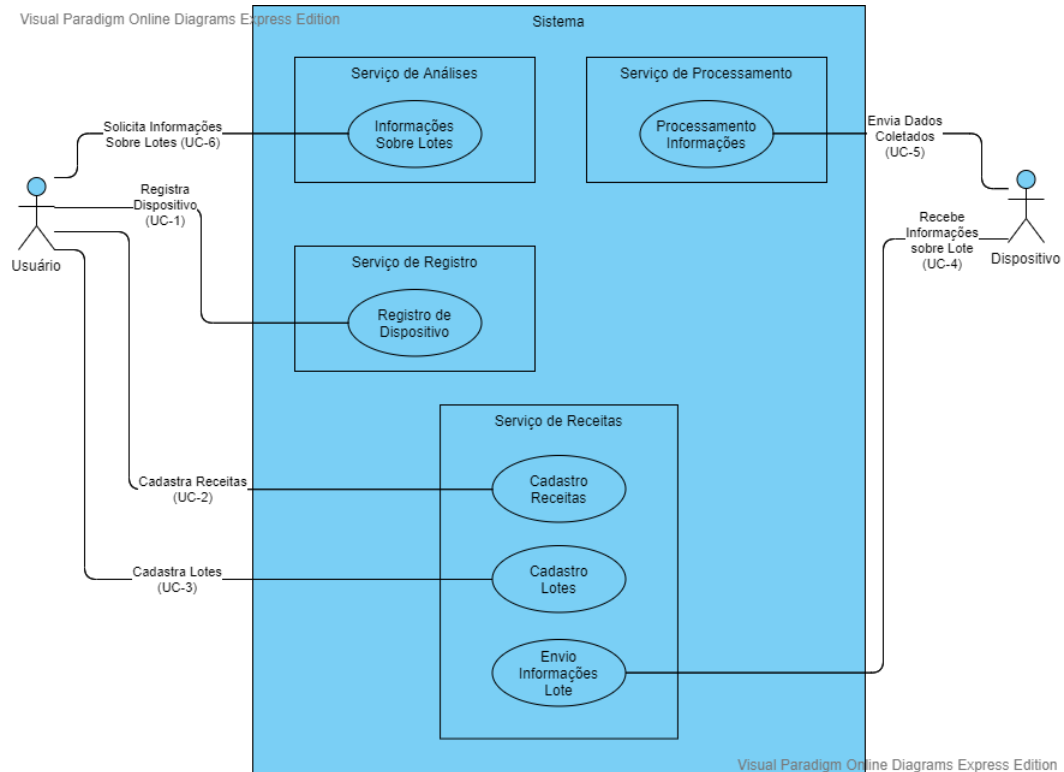 Visual Paradigm Online Diagrams Express Edition
Sistema
Serviço de Análises
Informações
Sobre Lotes
Serviço de Processamento
Processamento
Informações
Solicita Informações
Sobre Lotes (UC-6)
Envia Dados
Coletados
(UC-5)
Registra
Dispositivo
(UC-1)
Usuário
Recebe
Informações
sobre Lote
(UC-4)
Dispositivo
Serviço de Registro
Registro de
Dispositivo
Serviço de Receitas
Cadastra Receitas
(UC-2)
Cadastro
Receitas
Cadastra Lotes
(UC-3)
Cadastro
Lotes
Envio
Informações
Lote
Visual Paradigm Online Diagrams Express Edition